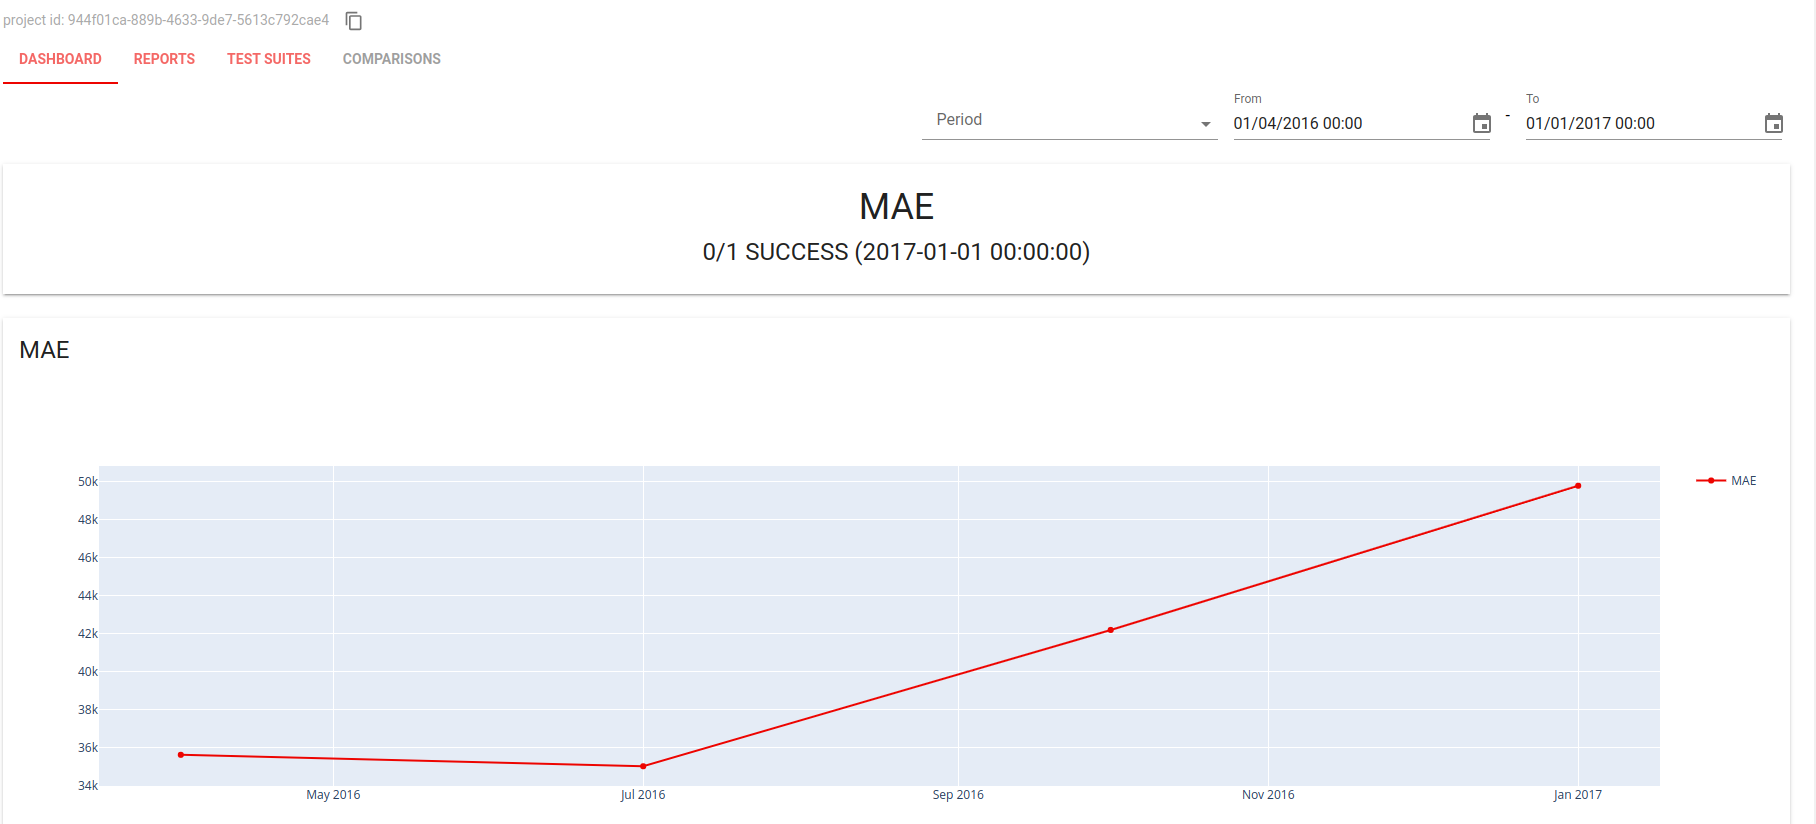 project id: 944f01ca-889b-4633-9de7-5613c792cae4
DASHBOARD REPORTS TEST SUITES COMPARISONS
Period
From
01/04/2016 00:00
-
To
01/01/2017 00:00
MAE
0/1 SUCCESS (2017-01-01 00:00:00)
MAE
50k
48k
46k
44k
42k
40k
38k
36k
34k
May 2016 Jul 2016 Sep 2016 Nov 2016 Jan 2017
MAE